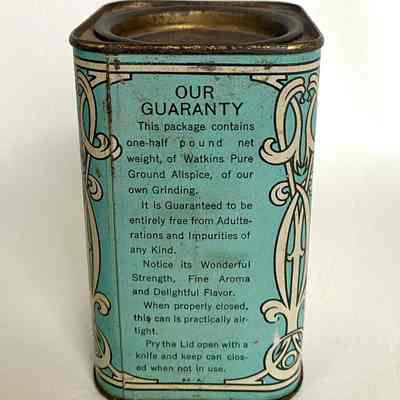 OUR
GUARANTY
This package contains
one-half pound net
weight, of Watkins Pure
Ground Allspice, of our
own Grinding.
It is Guaranteed to be
entirely free from Adulte-
rations and Impurities of
any Kind.
Notice its Wonderful
Strength, Fine Aroma
and Delightful Flavor.
When properly closed,
this can is practically air-
tight.
Pry the Lid open with a
knife and keep can clos-
ed when not in use.